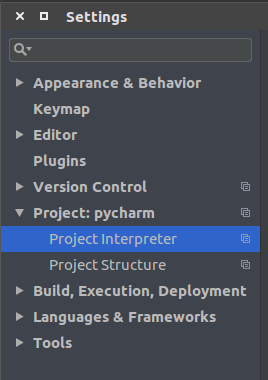 Settings
Appearance & Behavior
Keymap
Editor
Plugins
Version Control
Project: pycharm
Project Interpreter
Project Structure
Build, Execution, Deployment
Languages & Frameworks
Tools